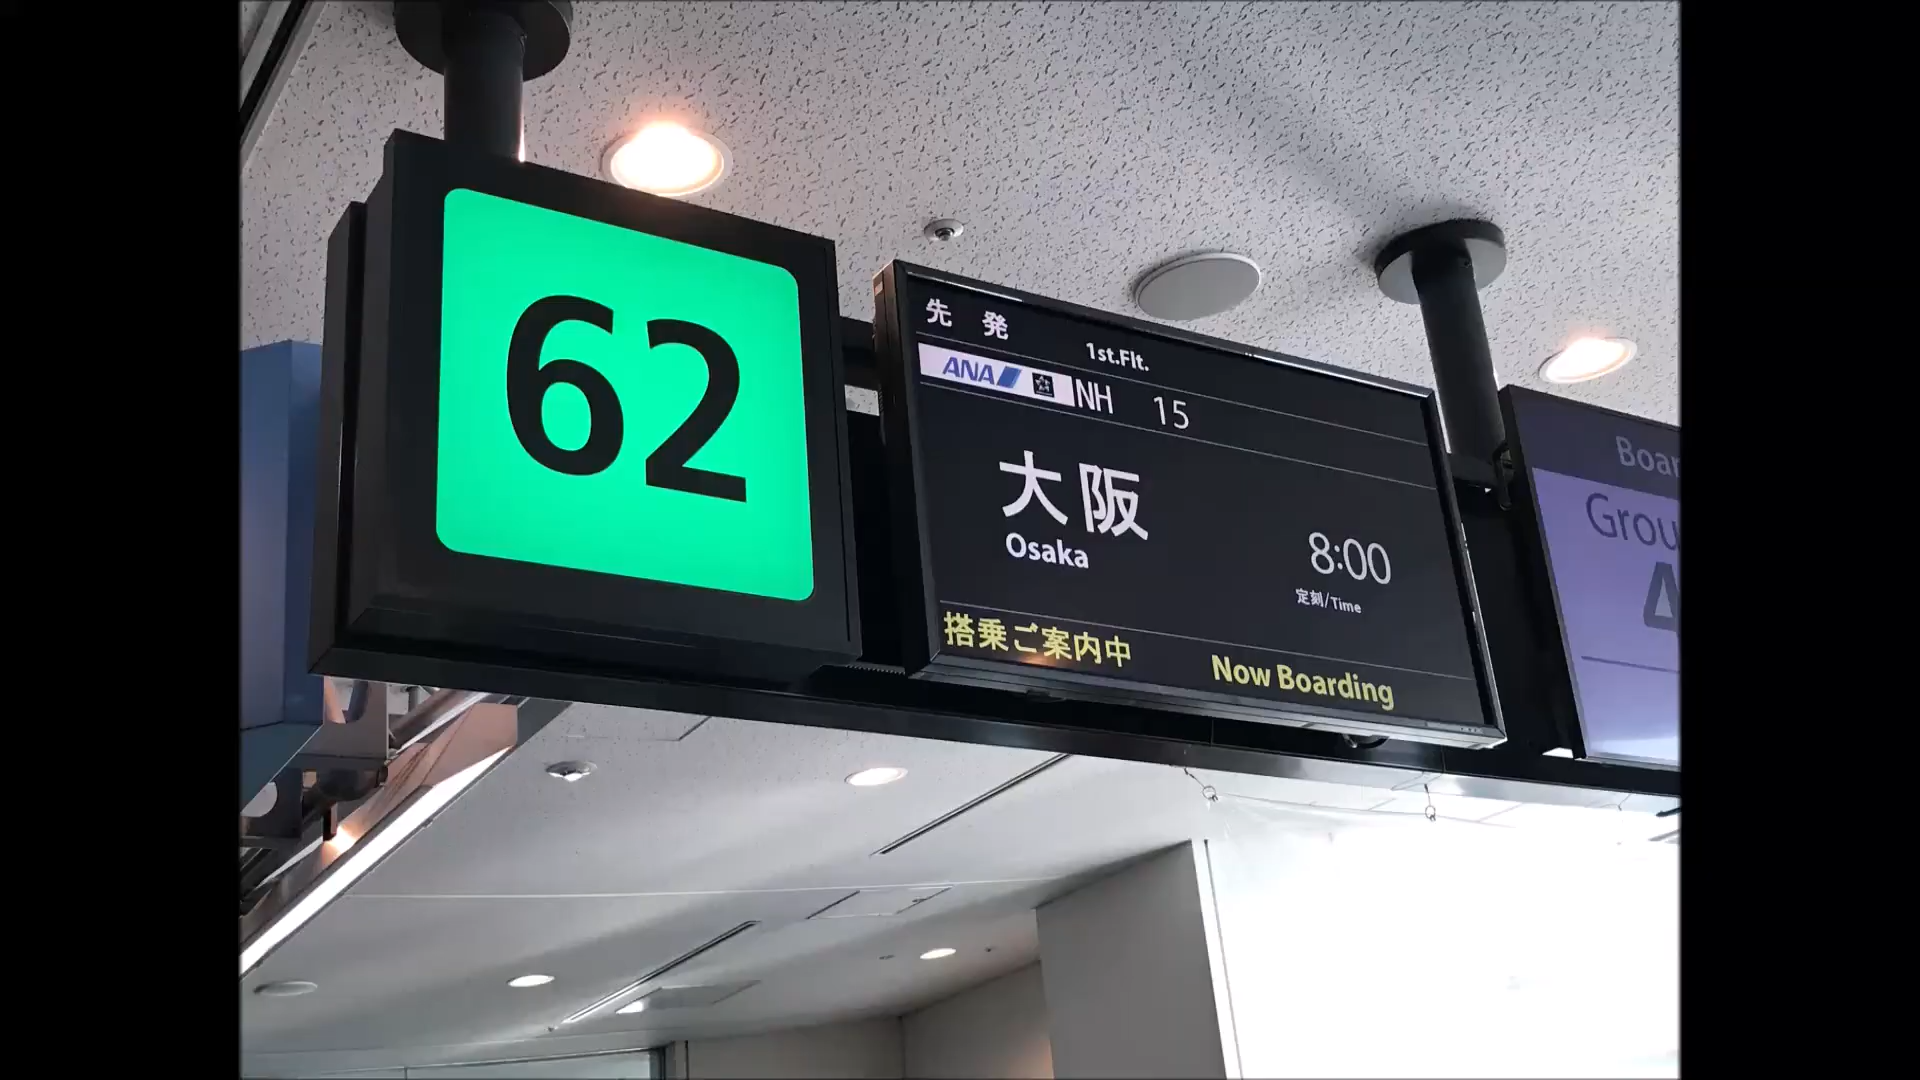 62
先 発
1st.Flt.
ANA NH 15
大阪
Osaka
8:00
定刻/Time
搭乗ご案内中
Now Boarding